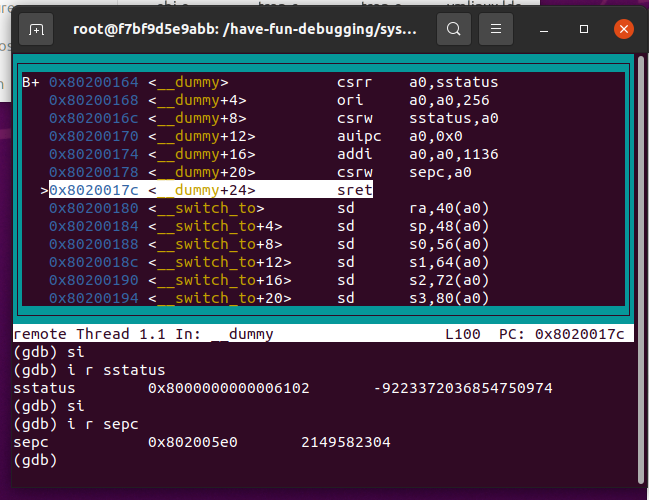 root@f7bf9d5e9abb: /have-fun-debugging/sys...
B+ 0x80200164 <__dummy> csrr a0,sstatus
0x80200168 <__dummy+4> ori a0,a0,256
0x8020016c <__dummy+8> csrw sstatus,a0
0x80200170 <__dummy+12> auipc a0,0x0
0x80200174 <__dummy+16> addi a0,a0,1136
0x80200178 <__dummy+20> csrw sepc,a0
>0x8020017c <__dummy+24> sret
0x80200180 <__switch_to> sd ra,40(a0)
0x80200184 <__switch_to+4> sd sp,48(a0)
0x80200188 <__switch_to+8> sd s0,56(a0)
0x8020018c <__switch_to+12> sd s1,64(a0)
0x80200190 <__switch_to+16> sd s2,72(a0)
0x80200194 <__switch_to+20> sd s3,80(a0)
remote Thread 1.1 In: __dummy L100 PC: 0x8020017c
(gdb) si
(gdb) i r sstatus
sstatus 0x8000000000006102 -9223372036854750974
(gdb) si
(gdb) i r sepc
sepc 0x802005e0 2149582304
(gdb)